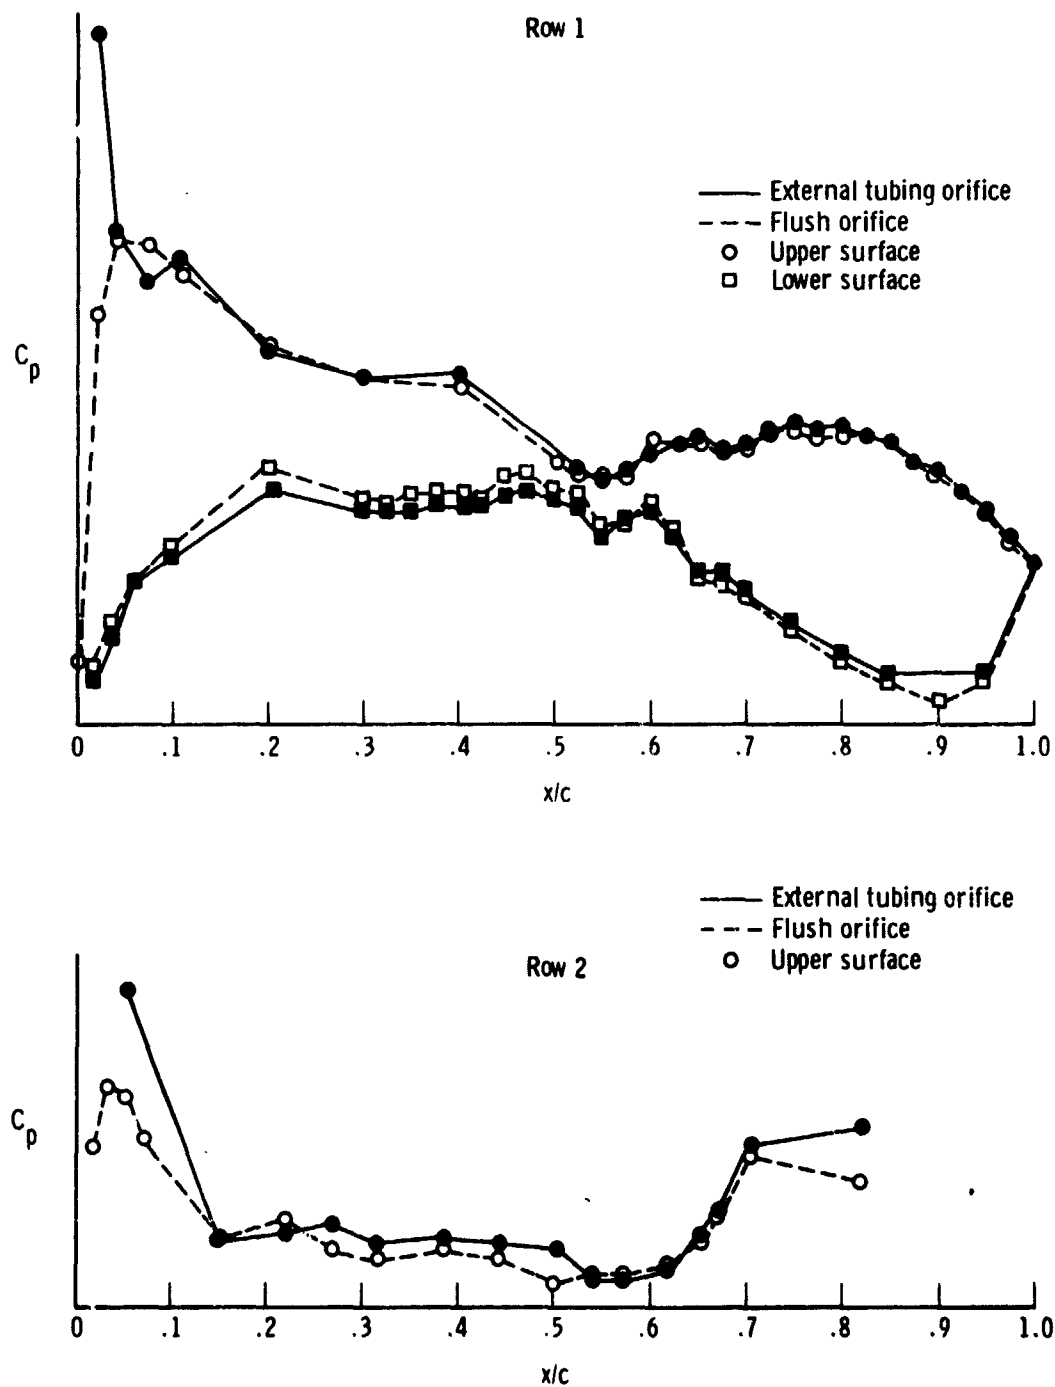 Row 1
External tubing orifice
Flush orifice
Upper surface
Lower surface
Cp
0 .1 .2 .3 .4 .5 .6 .7 .8 .9 1.0
x/c
External tubing orifice
Flush orifice
Upper surface
Row 2
Cp
0 .1 .2 .3 .4 .5 .6 .7 .8 .9 1.0
x/c